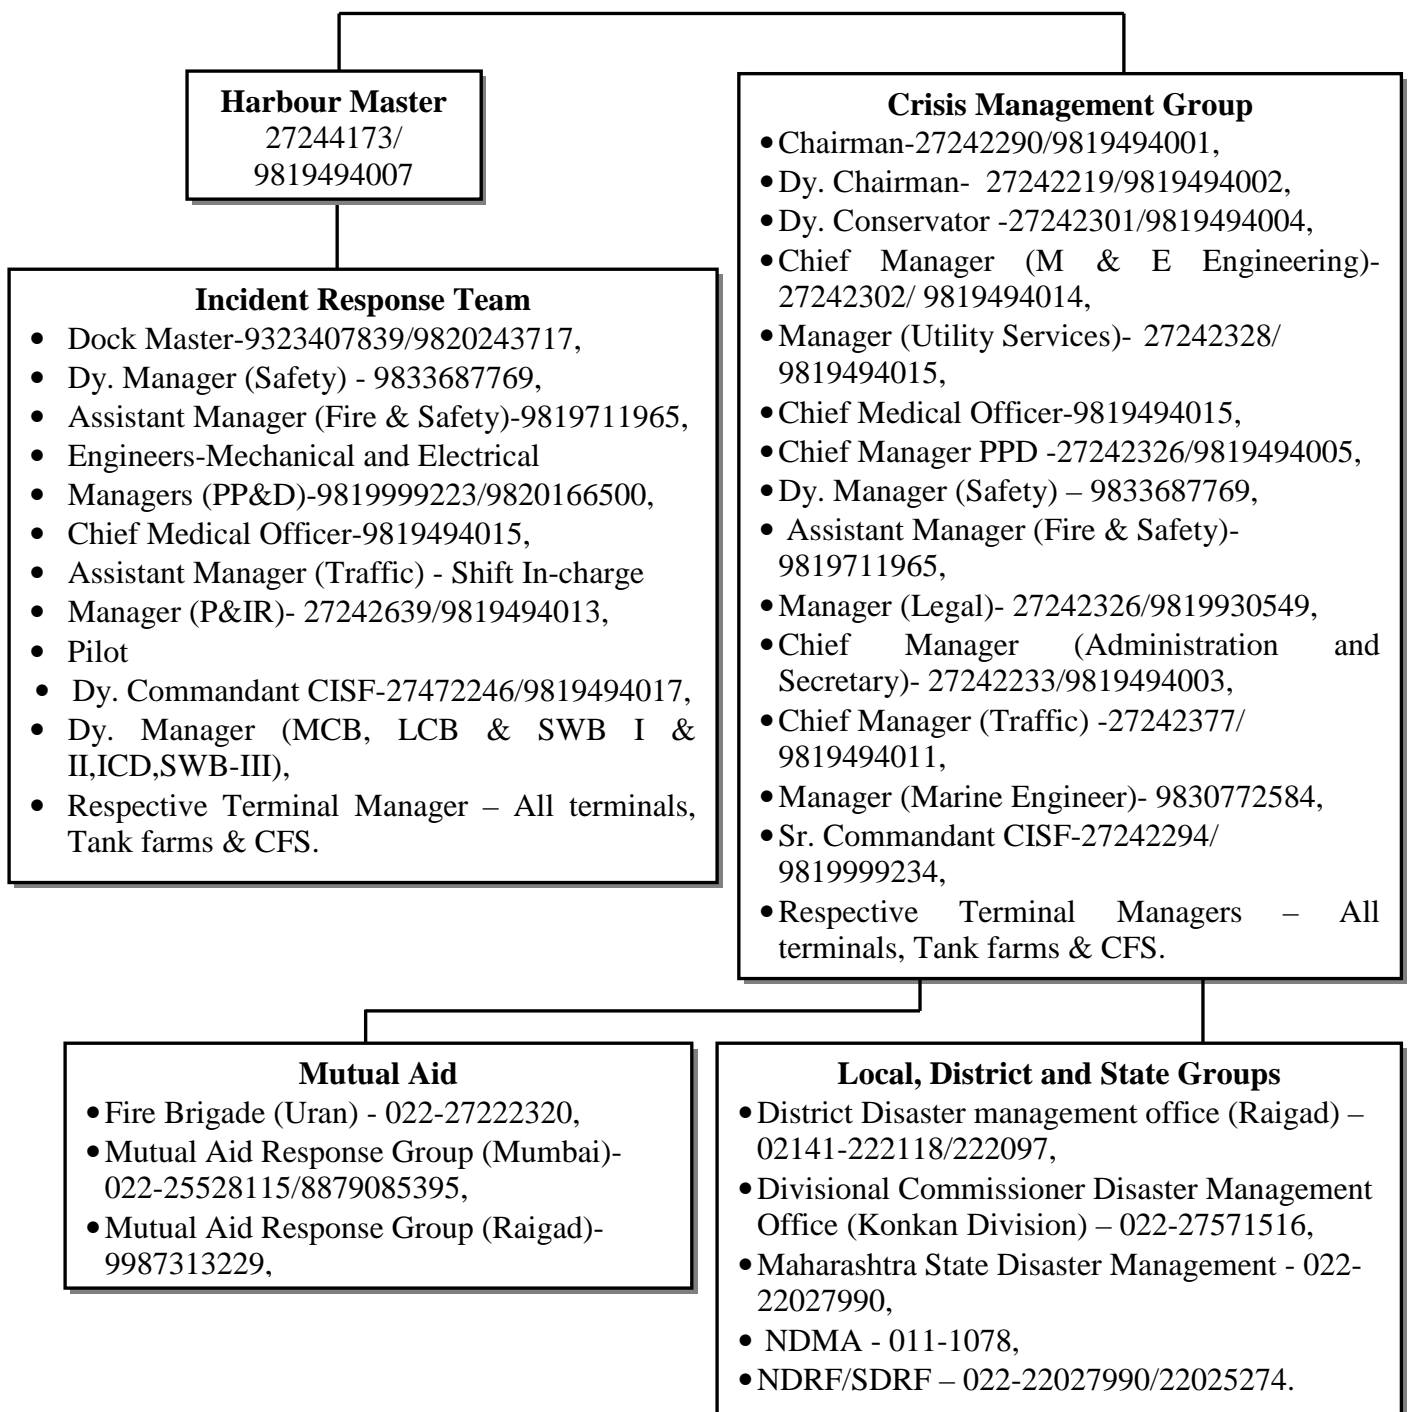 Harbour Master
27244173/
9819494007
Incident Response Team
• Dock Master-9323407839/9820243717,
• Dy. Manager (Safety) - 9833687769,
• Assistant Manager (Fire & Safety)-9819711965,
• Engineers-Mechanical and Electrical
• Managers (PP&D)-9819999223/9820166500,
• Chief Medical Officer-9819494015,
• Assistant Manager (Traffic) - Shift In-charge
• Manager (P&IR)- 27242639/9819494013,
• Pilot
• Dy. Commandant CISF-27472246/9819494017,
• Dy. Manager (MCB, LCB & SWB I &
II,ICD,SWB-III),
• Respective Terminal Manager – All terminals,
Tank farms & CFS.
Crisis Management Group
• Chairman-27242290/9819494001,
• Dy. Chairman- 27242219/9819494002,
• Dy. Conservator -27242301/9819494004,
• Chief Manager (M & E Engineering)-
27242302/ 9819494014,
• Manager (Utility Services)- 27242328/
9819494015,
• Chief Medical Officer-9819494015,
• Chief Manager PPD -27242326/9819494005,
• Dy. Manager (Safety) – 9833687769,
• Assistant Manager (Fire & Safety)-
9819711965,
• Manager (Legal)- 27242326/9819930549,
• Chief Manager (Administration and
Secretary)- 27242233/9819494003,
• Chief Manager (Traffic) -27242377/
9819494011,
• Manager (Marine Engineer)- 9830772584,
• Sr. Commandant CISF-27242294/
9819999234,
• Respective Terminal Managers – All
terminals, Tank farms & CFS.
Mutual Aid
• Fire Brigade (Uran) - 022-27222320,
• Mutual Aid Response Group (Mumbai)-
022-25528115/8879085395,
• Mutual Aid Response Group (Raigad)-
9987313229,
Local, District and State Groups
• District Disaster management office (Raigad) –
02141-222118/222097,
• Divisional Commissioner Disaster Management
Office (Konkan Division) – 022-27571516,
• Maharashtra State Disaster Management - 022-
22027990,
• NDMA - 011-1078,
• NDRF/SDRF – 022-22027990/22025274.